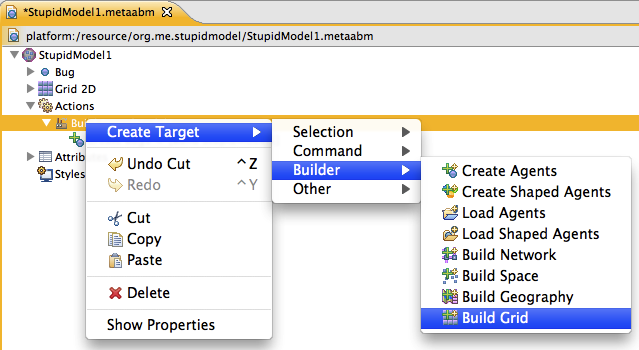 *StupidModel1.metaabm
platform:/resource/org.me.stupidmodel/StupidModel1.metaabm
StupidModel1
Bug
Grid 2D
Actions
Create Target
Selection
Command
Undo Cut ^Z
Builder
Create Agents
Redo ^Y
Other
Create Shaped Agents
Load Agents
Cut
Load Shaped Agents
Copy
Build Network
Paste
Build Space
Delete
Build Geography
Build Grid
Show Properties
Styles